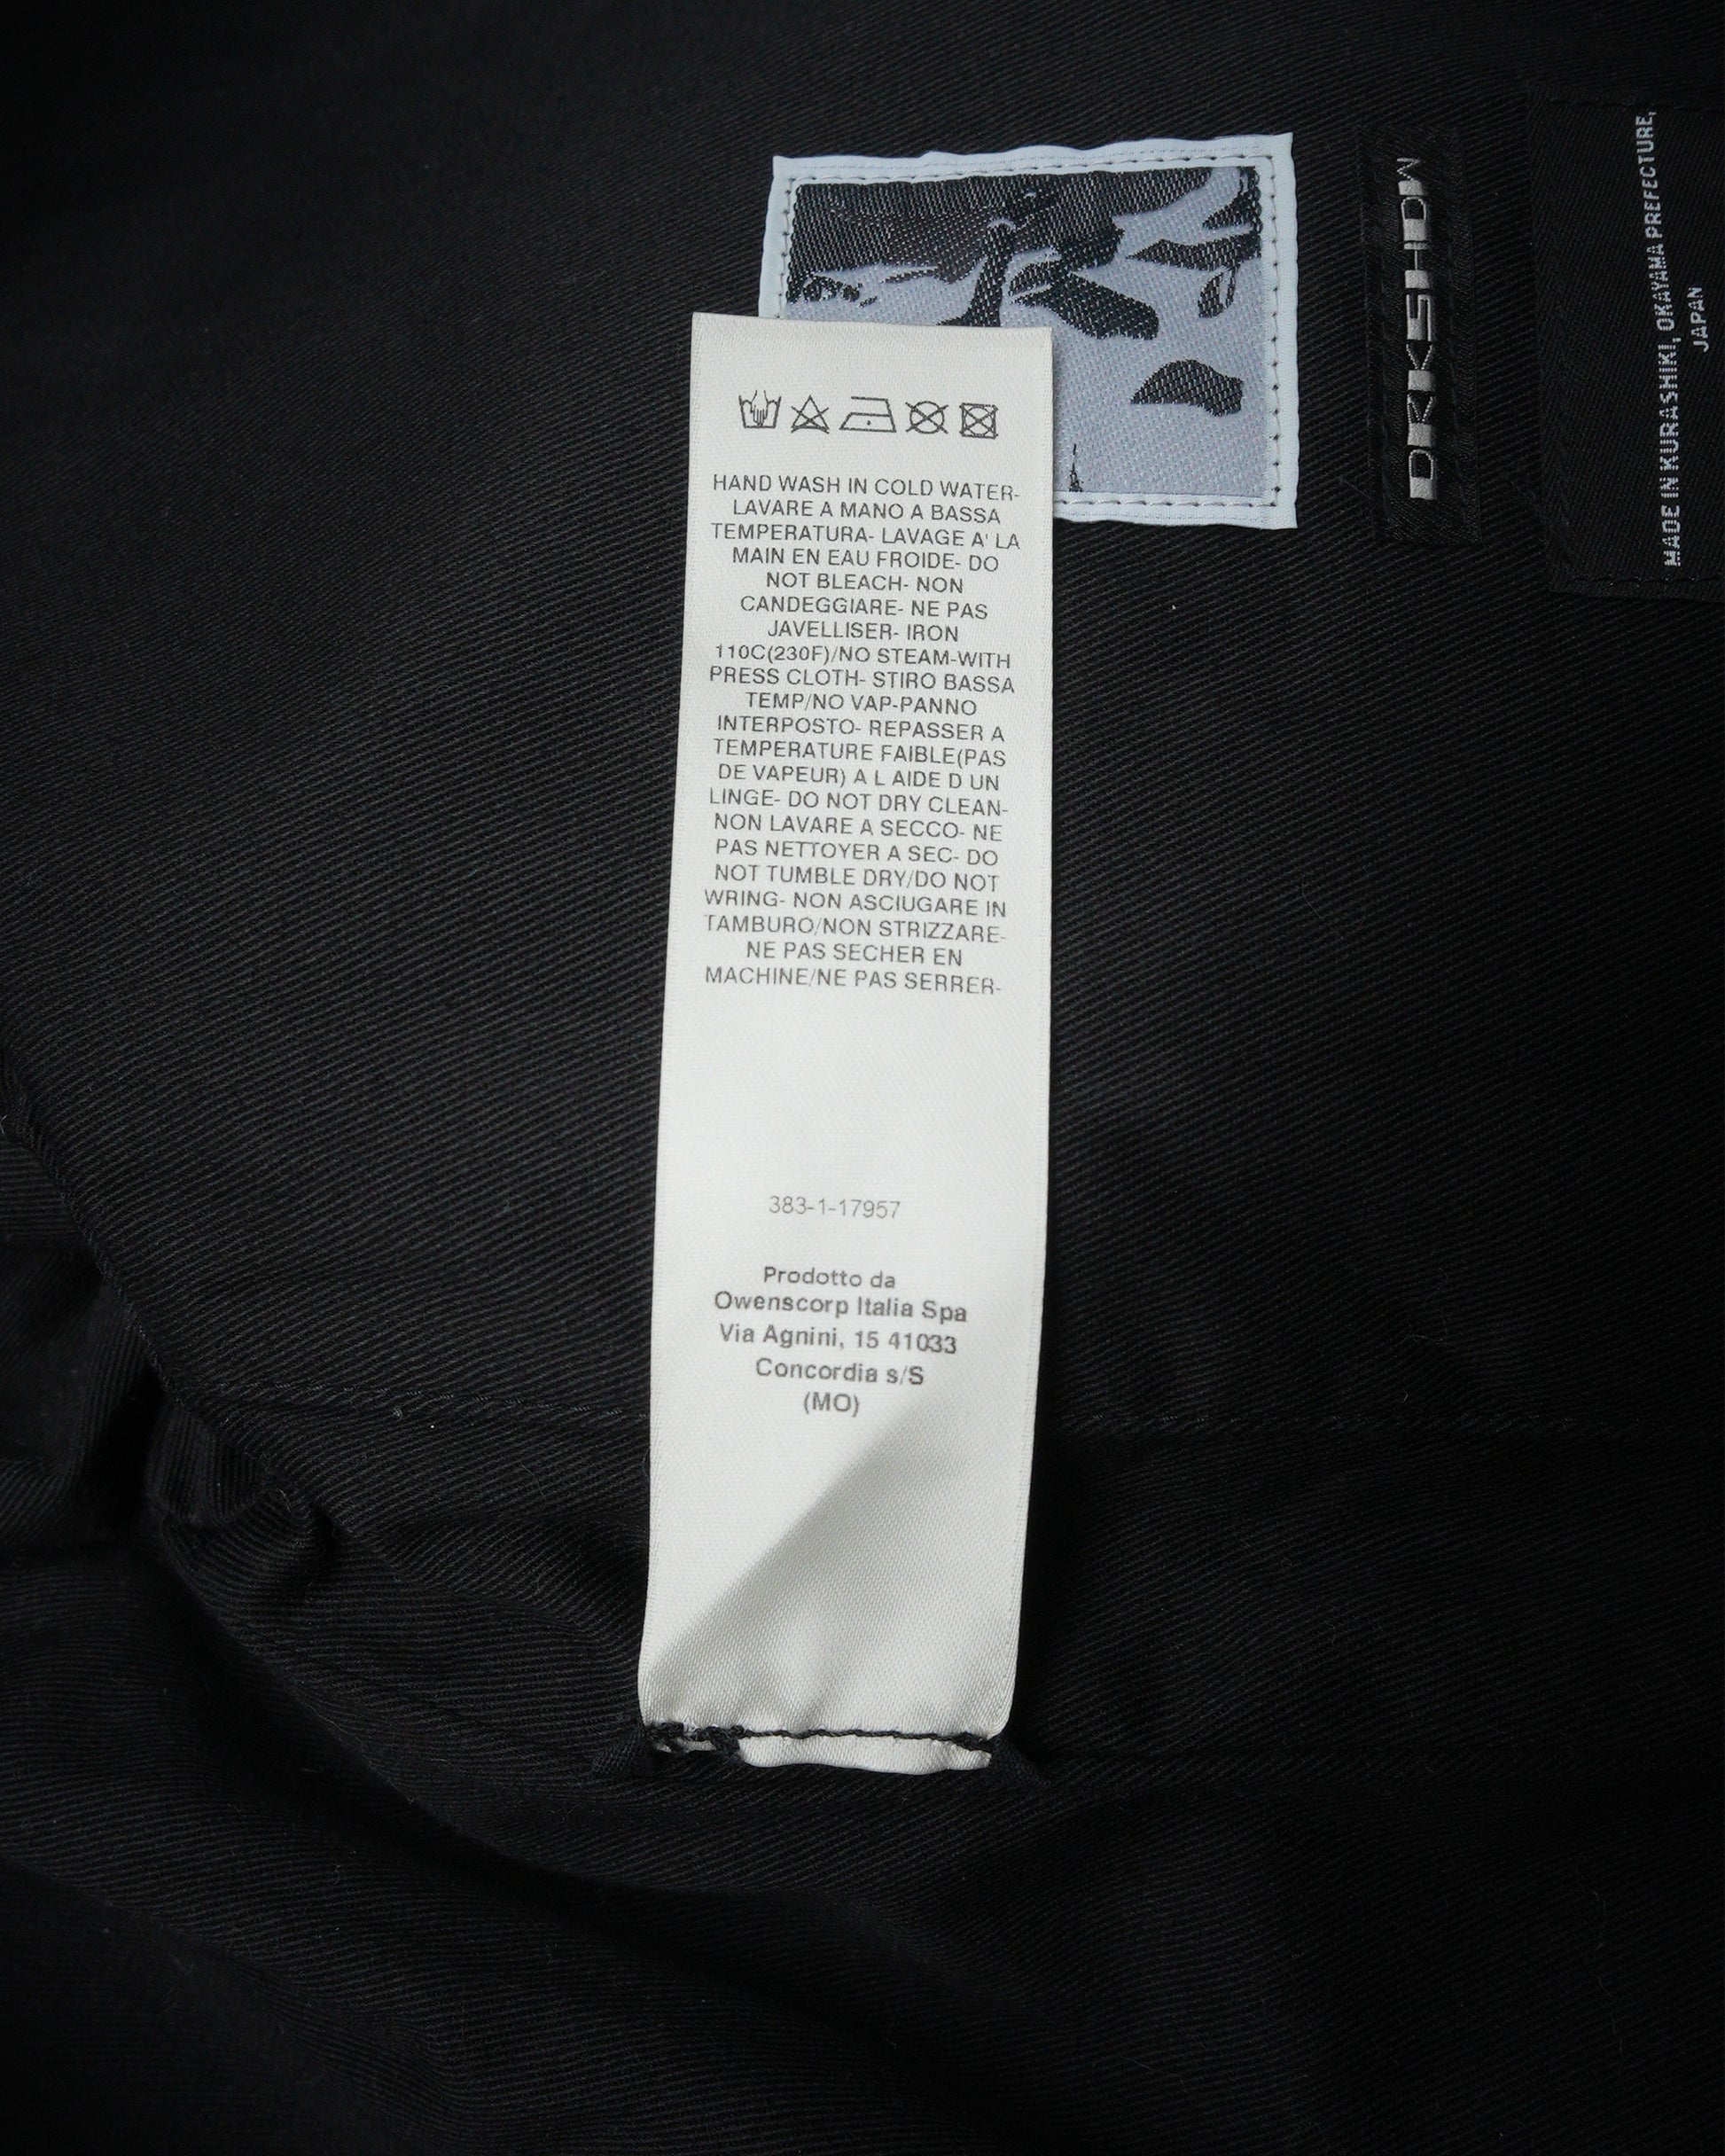 HAND WASH IN COLD WATER-
LAVARE A MANO A BASSA
TEMPERATURA- LAVAGE A' LA
MAIN EN EAU FROIDE- DO
NOT BLEACH- NON
CANDEGGIARE- NE PAS
JAVELLISER- IRON
110C(230F)/NO STEAM-WITH
PRESS CLOTH- STIRO BASSA
TEMP/NO VAP-PANNO
INTERPOSTO- REPASSER A
TEMPERATURE FAIBLE(PAS
DE VAPEUR) A L AIDE D UN
LINGE- DO NOT DRY CLEAN-
NON LAVARE A SECCO- NE
PAS NETTOYER A SEC- DO
NOT TUMBLE DRY/DO NOT
WRING- NON ASCIUGARE IN
TAMBURO/NON STRIZZARE-
NE PAS SECHER EN
MACHINE/NE PAS SERRER-
383-1-17957
Prodotto da
Owenscorp Italia Spa
Via Agnini, 15 41033
Concordia s/S
(MO)
DRKSHDW
MADE IN KURASHIKI, OKAYAMA PREFECTURE,
JAPAN